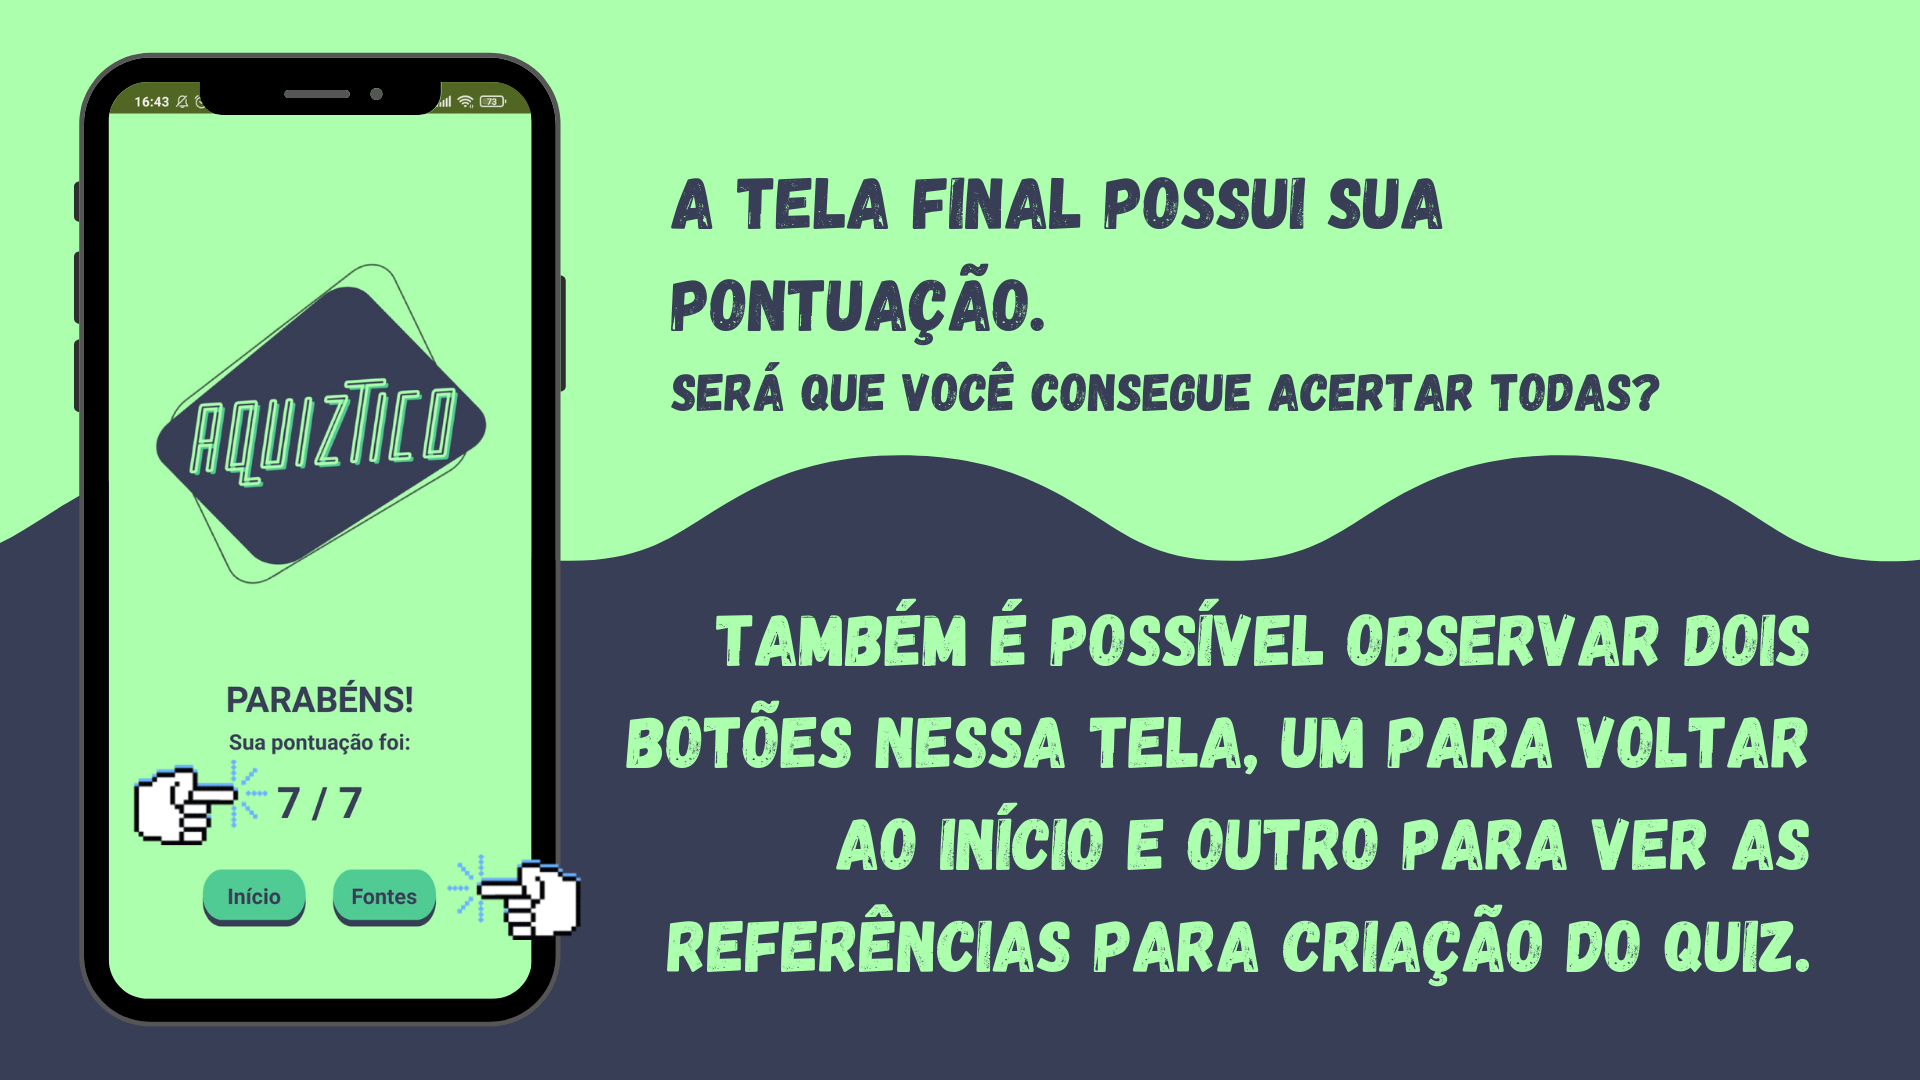 16:43
73
AQUIZTICO
PARABÉNS!
Sua pontuação foi:
7 / 7
Início
Fontes
A TELA FINAL POSSUI SUA
PONTUAÇÃO.
SERÁ QUE VOCÊ CONSEGUE ACERTAR TODAS?
TAMBÉM É POSSÍVEL OBSERVAR DOIS
BOTÕES NESSA TELA, UM PARA VOLTAR
AO INÍCIO E OUTRO PARA VER AS
REFERÊNCIAS PARA CRIAÇÃO DO QUIZ.